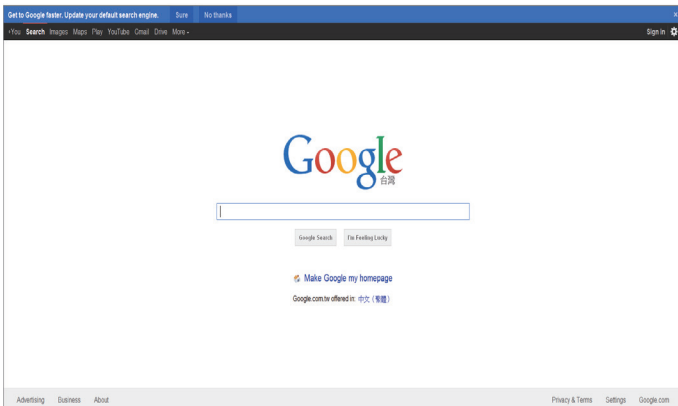 Get to Google faster. Update your default search engine. Sure No thanks ×
+You Search Images Maps Play YouTube Gmail Drive More Sign in
Google
台灣
Google Search I'm Feeling Lucky
Make Google my homepage
Google.com.tw offered in: 中文 (繁體)
Advertising Business About Privacy & Terms Settings Google.com